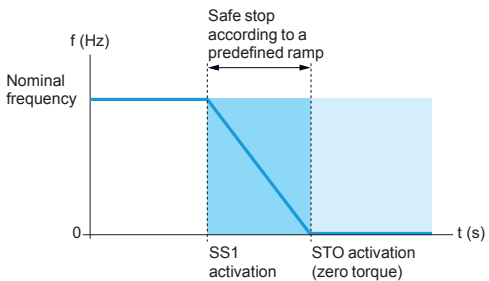 Safe stop
according to a
predefined ramp
f (Hz)
Nominal
frequency
0
t (s)
SS1
activation
STO activation
(zero torque)